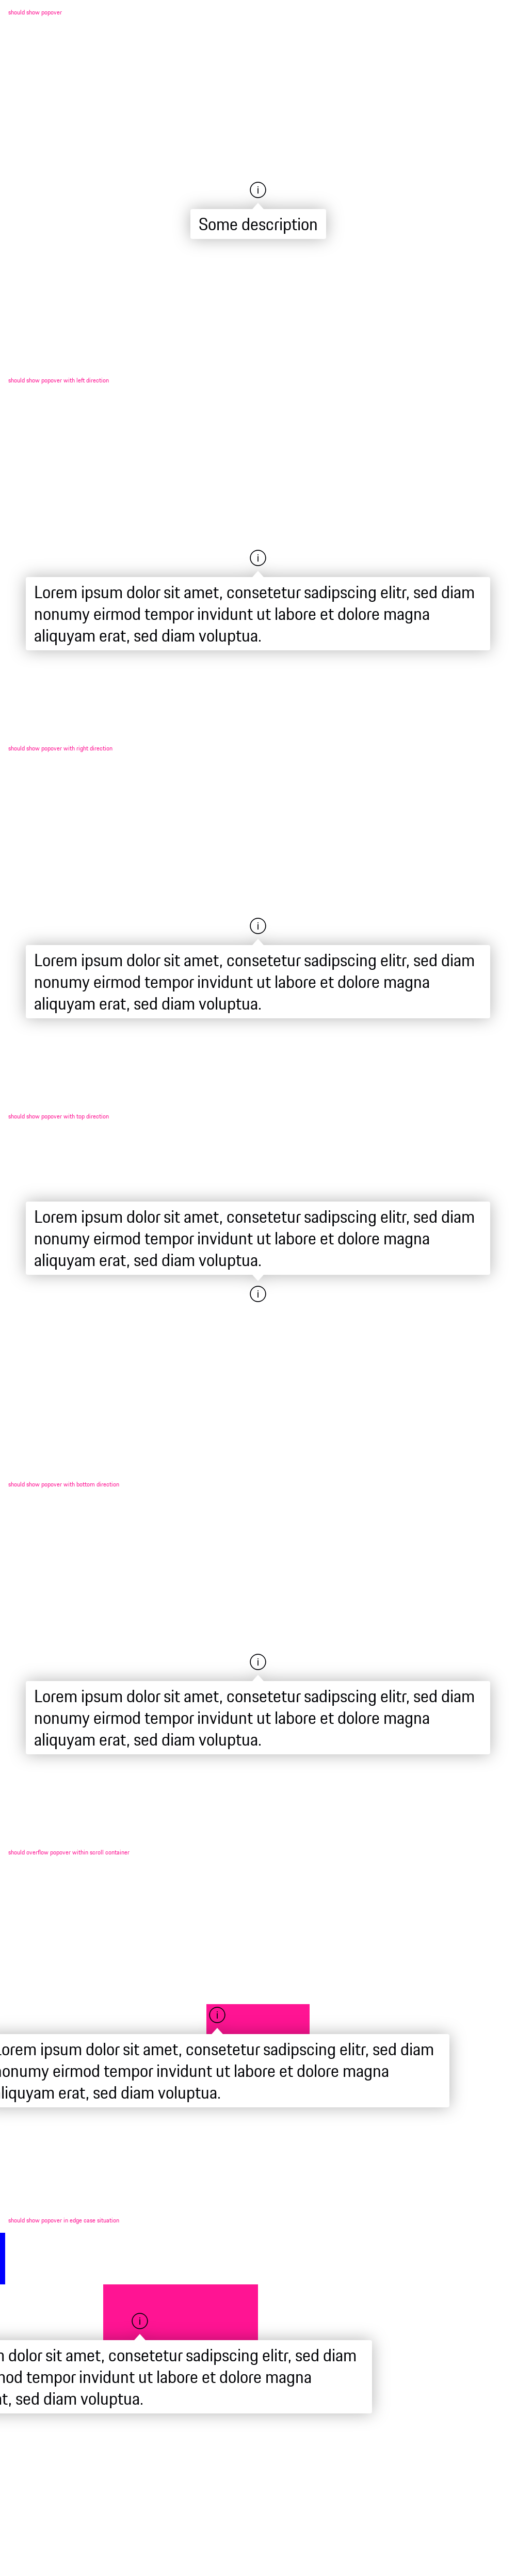 should show popover
i
Some description
should show popover with left direction
i
Lorem ipsum dolor sit amet, consetetur sadipscing elitr, sed diam
nonumy eirmod tempor invidunt ut labore et dolore magna
aliquyam erat, sed diam voluptua.
should show popover with right direction
i
Lorem ipsum dolor sit amet, consetetur sadipscing elitr, sed diam
nonumy eirmod tempor invidunt ut labore et dolore magna
aliquyam erat, sed diam voluptua.
should show popover with top direction
Lorem ipsum dolor sit amet, consetetur sadipscing elitr, sed diam
nonumy eirmod tempor invidunt ut labore et dolore magna
aliquyam erat, sed diam voluptua.
i
should show popover with bottom direction
i
Lorem ipsum dolor sit amet, consetetur sadipscing elitr, sed diam
nonumy eirmod tempor invidunt ut labore et dolore magna
aliquyam erat, sed diam voluptua.
should overflow popover within scroll container
i
orem ipsum dolor sit amet, consetetur sadipscing elitr, sed diam
onumy eirmod tempor invidunt ut labore et dolore magna
liquyam erat, sed diam voluptua.
should show popover in edge case situation
i
dolor sit amet, consetetur sadipscing elitr, sed diam
mod tempor invidunt ut labore et dolore magna
t, sed diam voluptua.